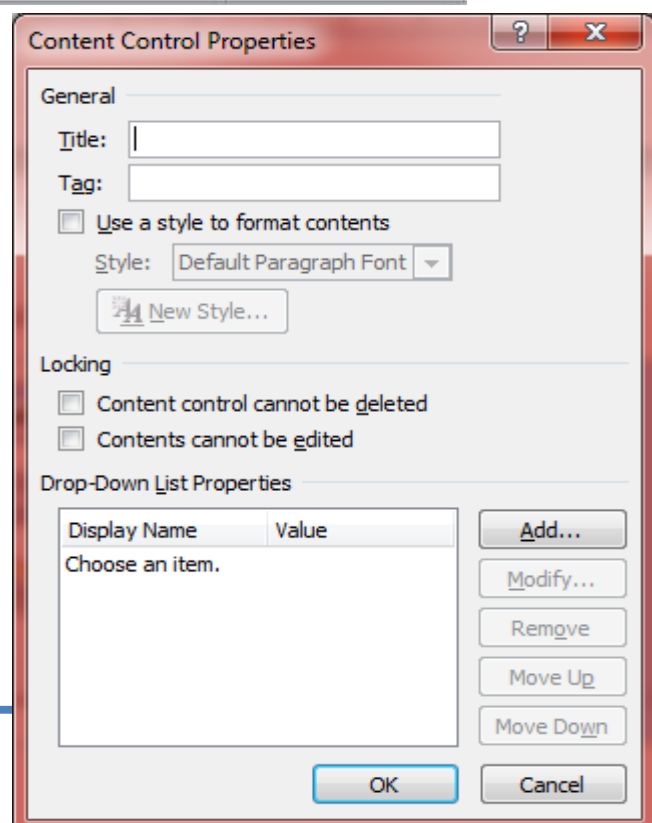 Content Control Properties
General
Title:
Tag:
Use a style to format contents
Style: Default Paragraph Font
New Style...
Locking
Content control cannot be deleted
Contents cannot be edited
Drop-Down List Properties
Display Name Value Add...
Choose an item.
Modify...
Remove
Move Up
Move Down
OK Cancel